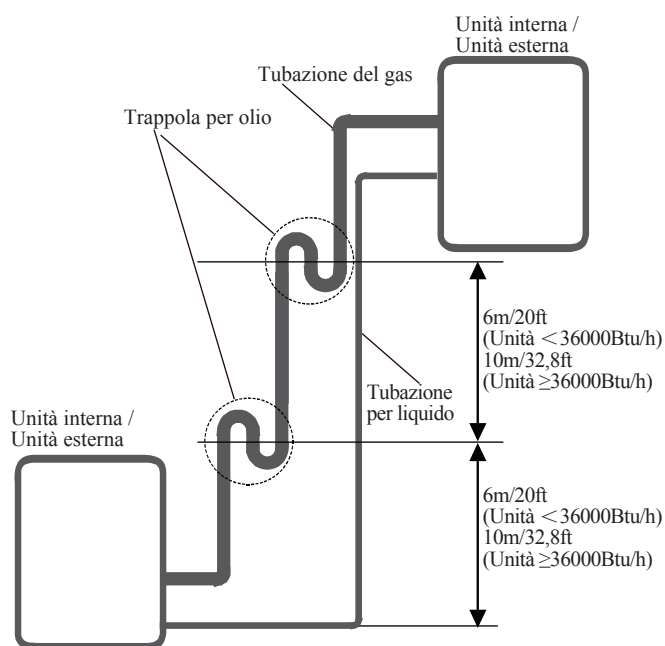 Unità interna /
Unità esterna
Tubazione del gas
Trappola per olio
6m/20ft
(Unità <36000Btu/h)
10m/32,8ft
(Unità ≥36000Btu/h)
Tubazione
per liquido
Unità interna /
Unità esterna
6m/20ft
(Unità <36000Btu/h)
10m/32,8ft
(Unità ≥36000Btu/h)